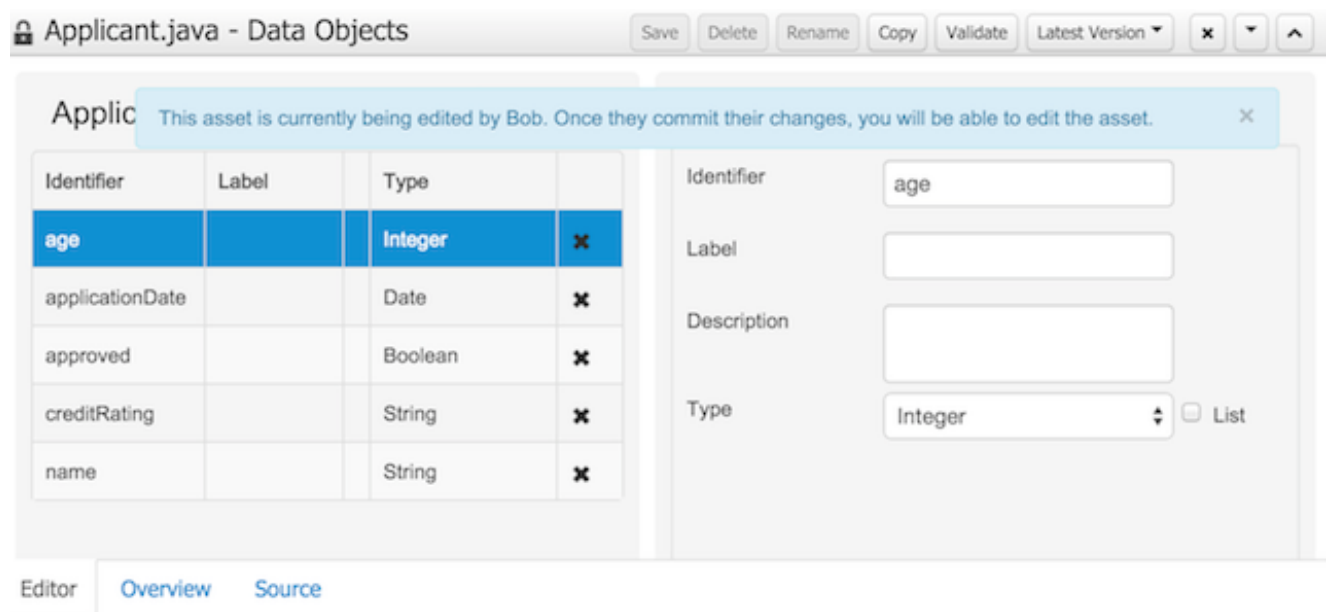 Applicant.java - Data Objects
Save Delete Rename Copy Validate Latest Version
Applic
This asset is currently being edited by Bob. Once they commit their changes, you will be able to edit the asset.
Identifier Label Type
age Integer
applicationDate Date
approved Boolean
creditRating String
name String
Identifier age
Label
Description
Type Integer List
Editor Overview Source